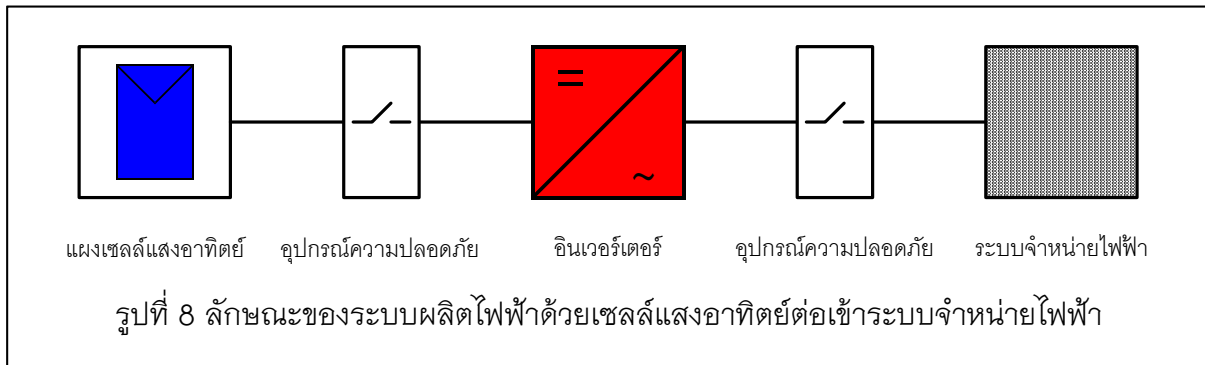 แผงเซลล์แสงอาทิตย์ อุปกรณ์ความปลอดภัย อินเวอร์เตอร์ อุปกรณ์ความปลอดภัย ระบบจำหน่ายไฟฟ้า
รูปที่ 8 ลักษณะของระบบผลิตไฟฟ้าด้วยเซลล์แสงอาทิตย์ต่อเข้าระบบจำหน่ายไฟฟ้า